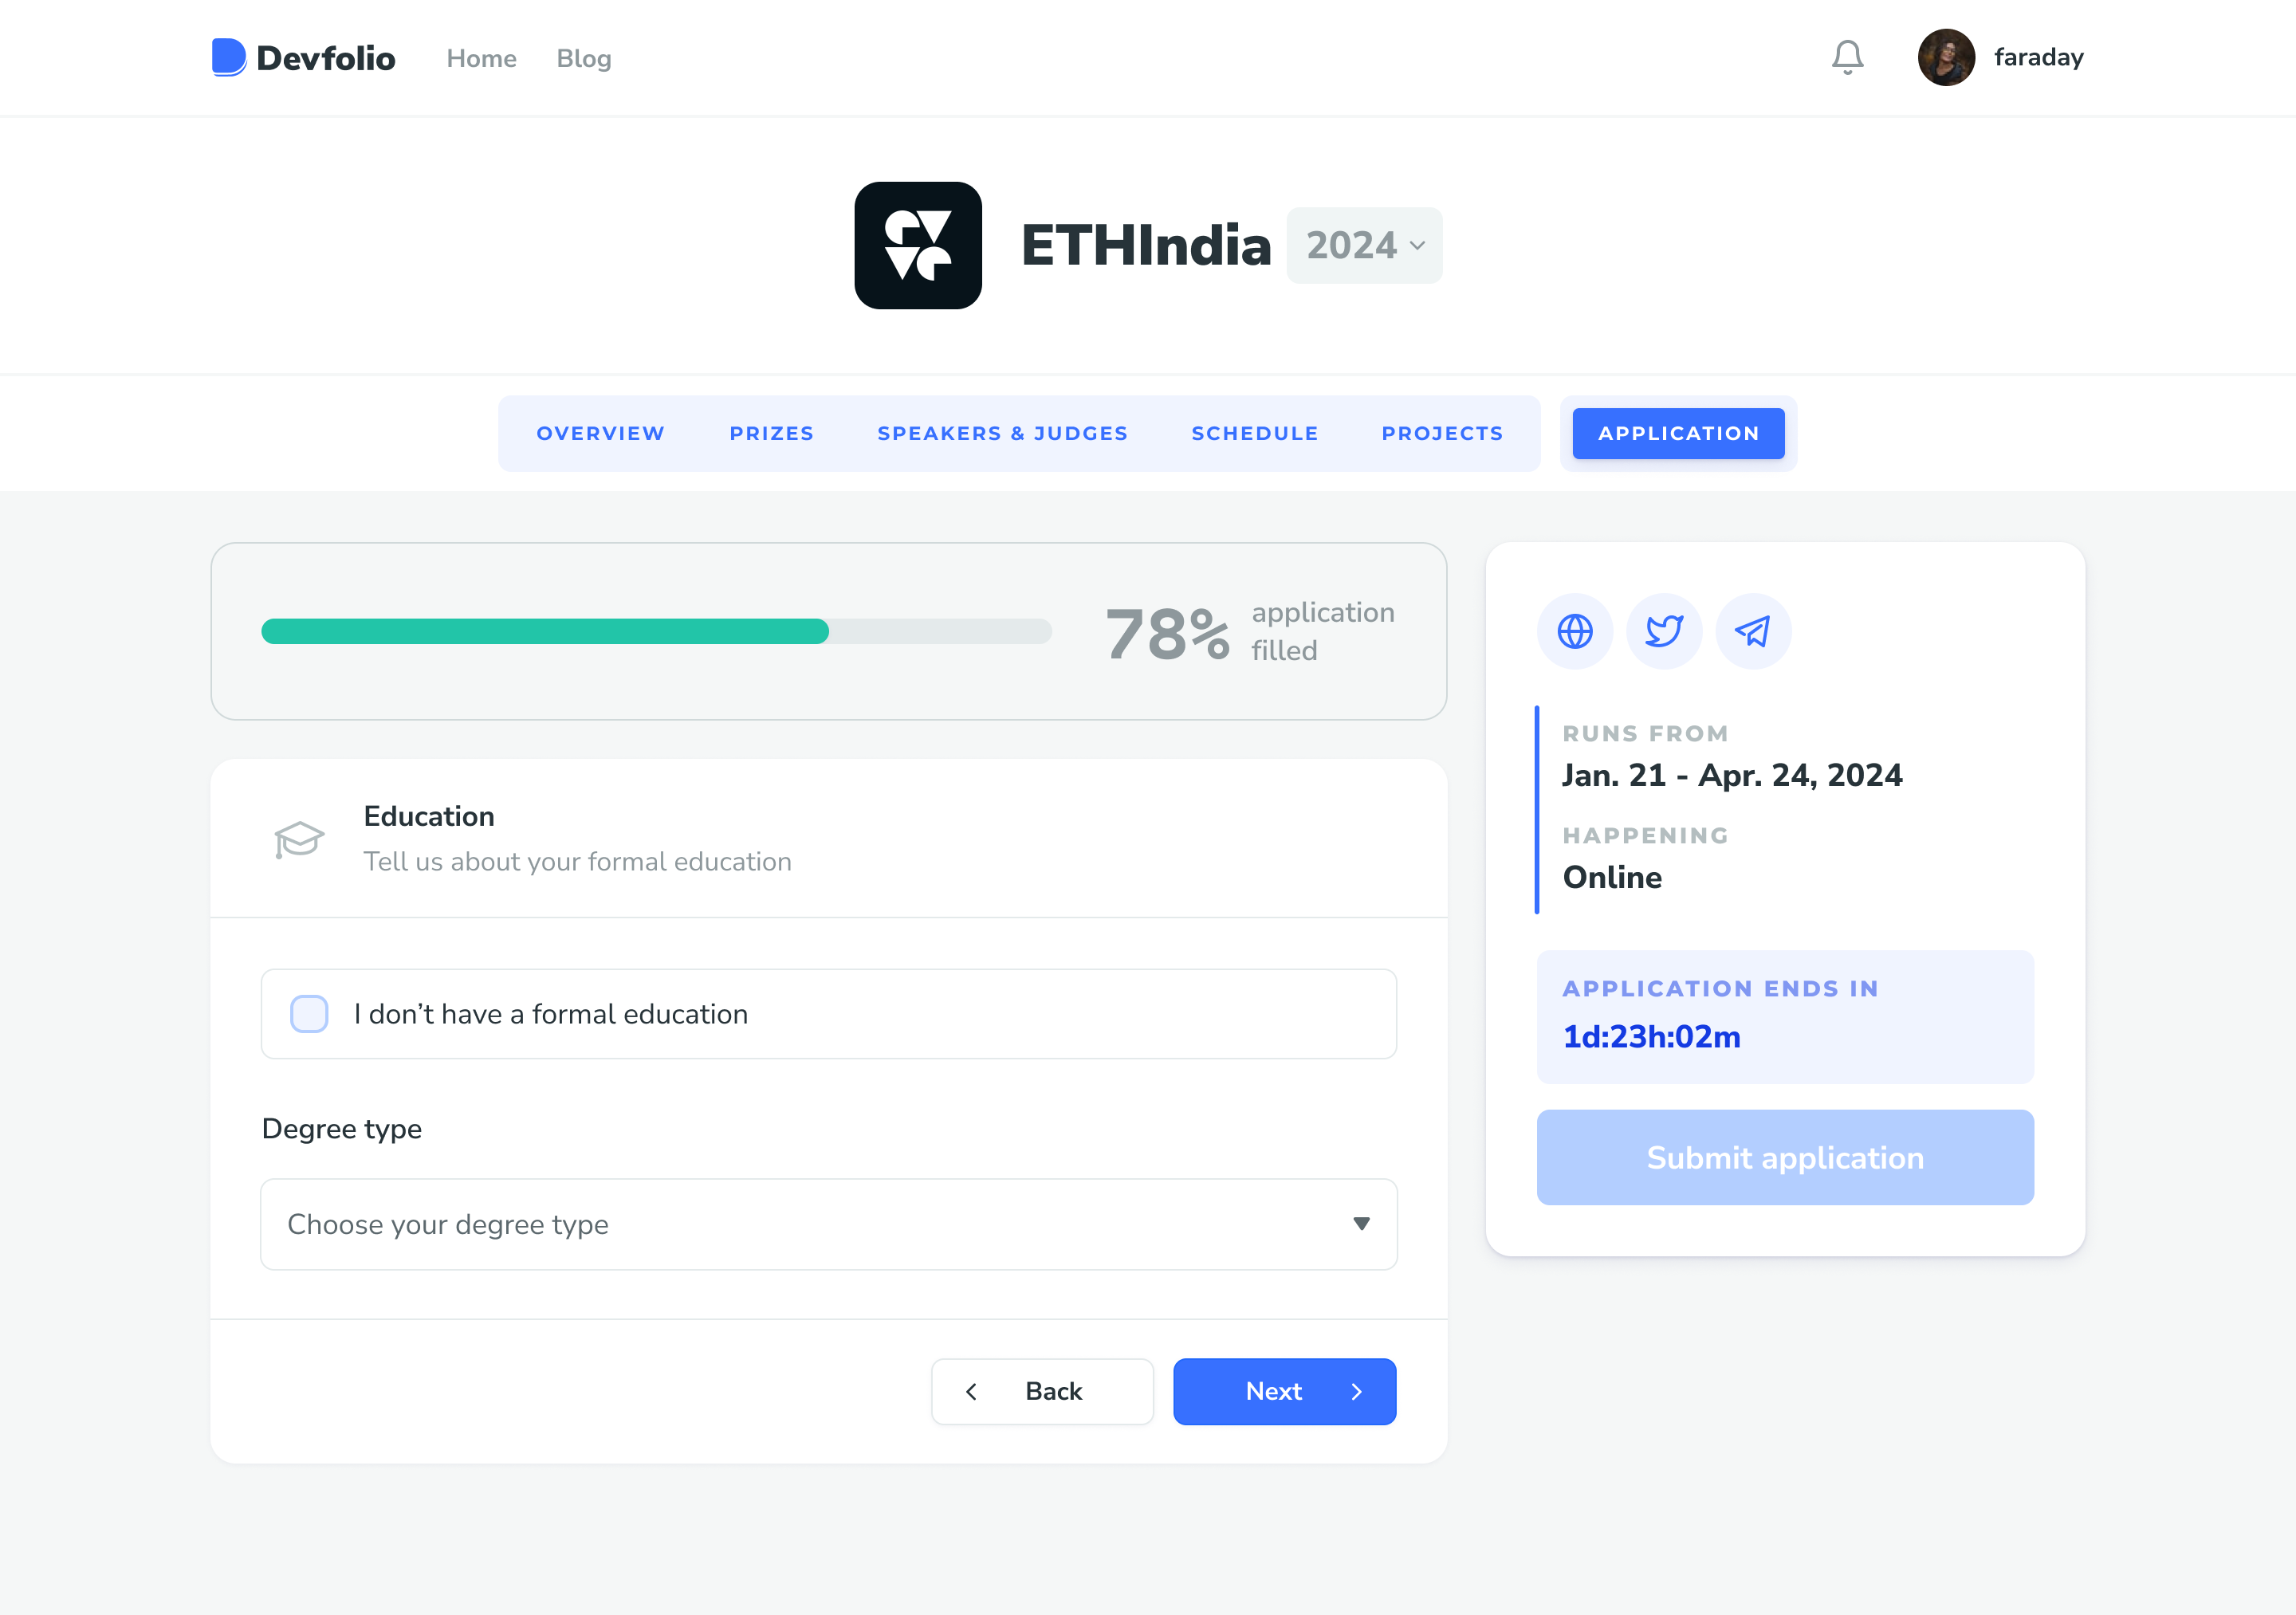 Devfolio
Home
Blog
faraday
ETHIndia
2024
OVERVIEW
PRIZES
SPEAKERS & JUDGES
SCHEDULE
PROJECTS
APPLICATION
78%
application
filled
Education
Tell us about your formal education
I don’t have a formal education
Degree type
Choose your degree type
Back
Next
RUNS FROM
Jan. 21 - Apr. 24, 2024
HAPPENING
Online
APPLICATION ENDS IN
1d:23h:02m
Submit application